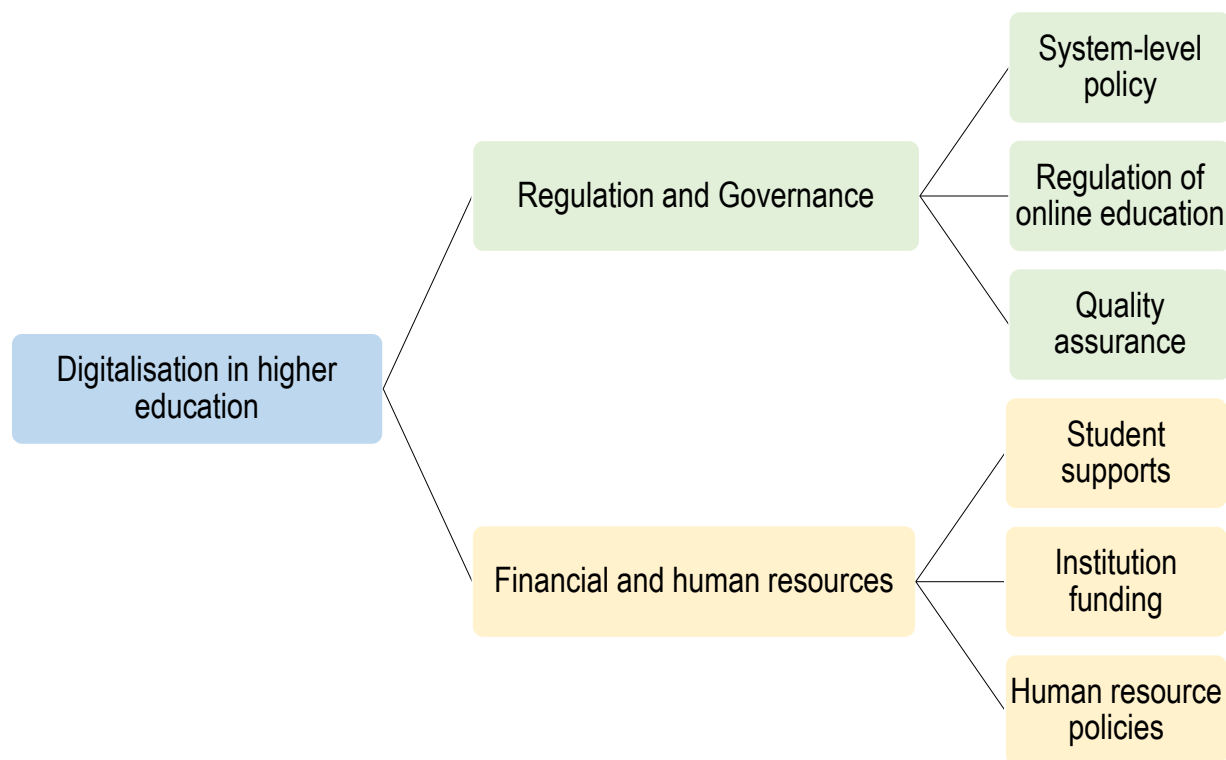 Digitalisation in higher
education
Regulation and Governance
System-level
policy
Regulation of
online education
Quality
assurance
Financial and human resources
Student
supports
Institution
funding
Human resource
policies